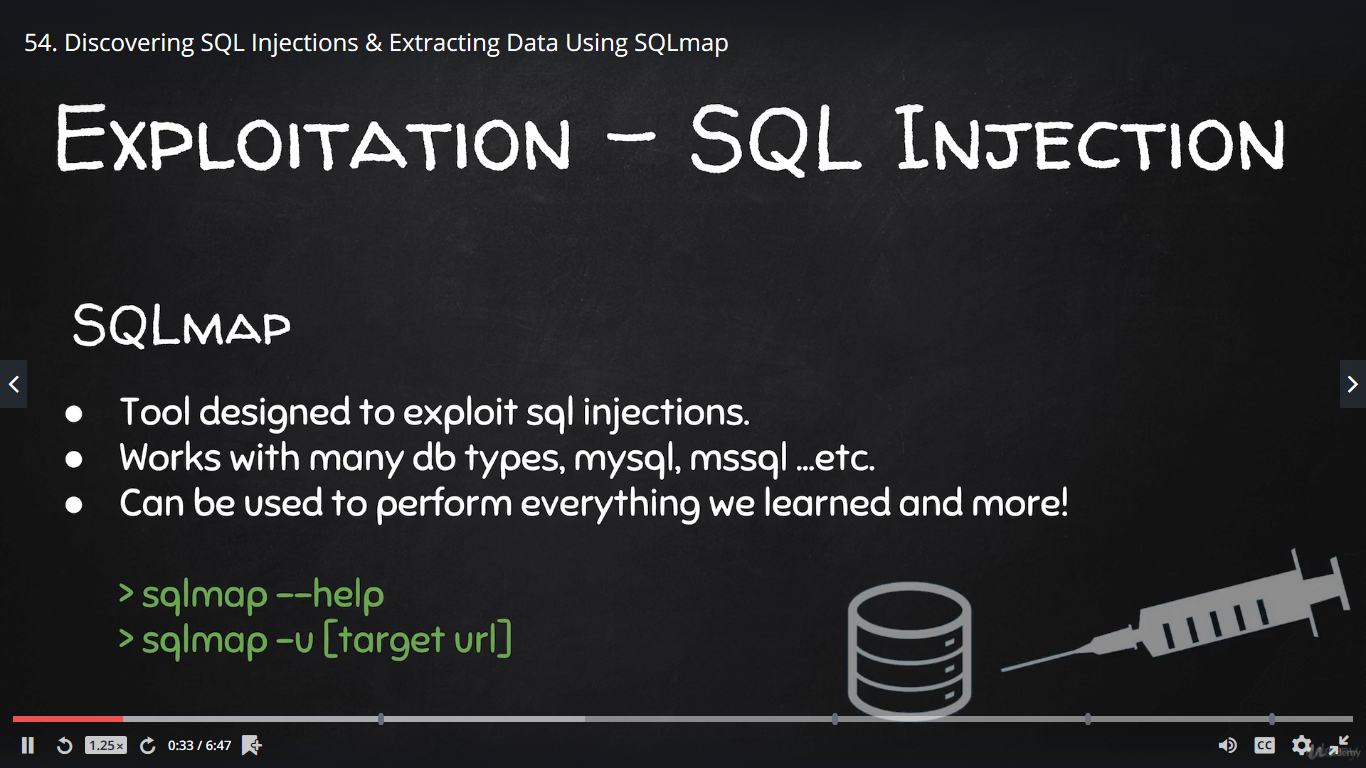 54. Discovering SQL Injections & Extracting Data Using SQLmap
Exploitation - SQL Injection
SQLmap
● Tool designed to exploit sql injections.
● Works with many db types, mysql, mssql ...etc.
● Can be used to perform everything we learned and more!
> sqlmap --help
> sqlmap -u [target url]
1.25x
0:33 / 6:47
CC